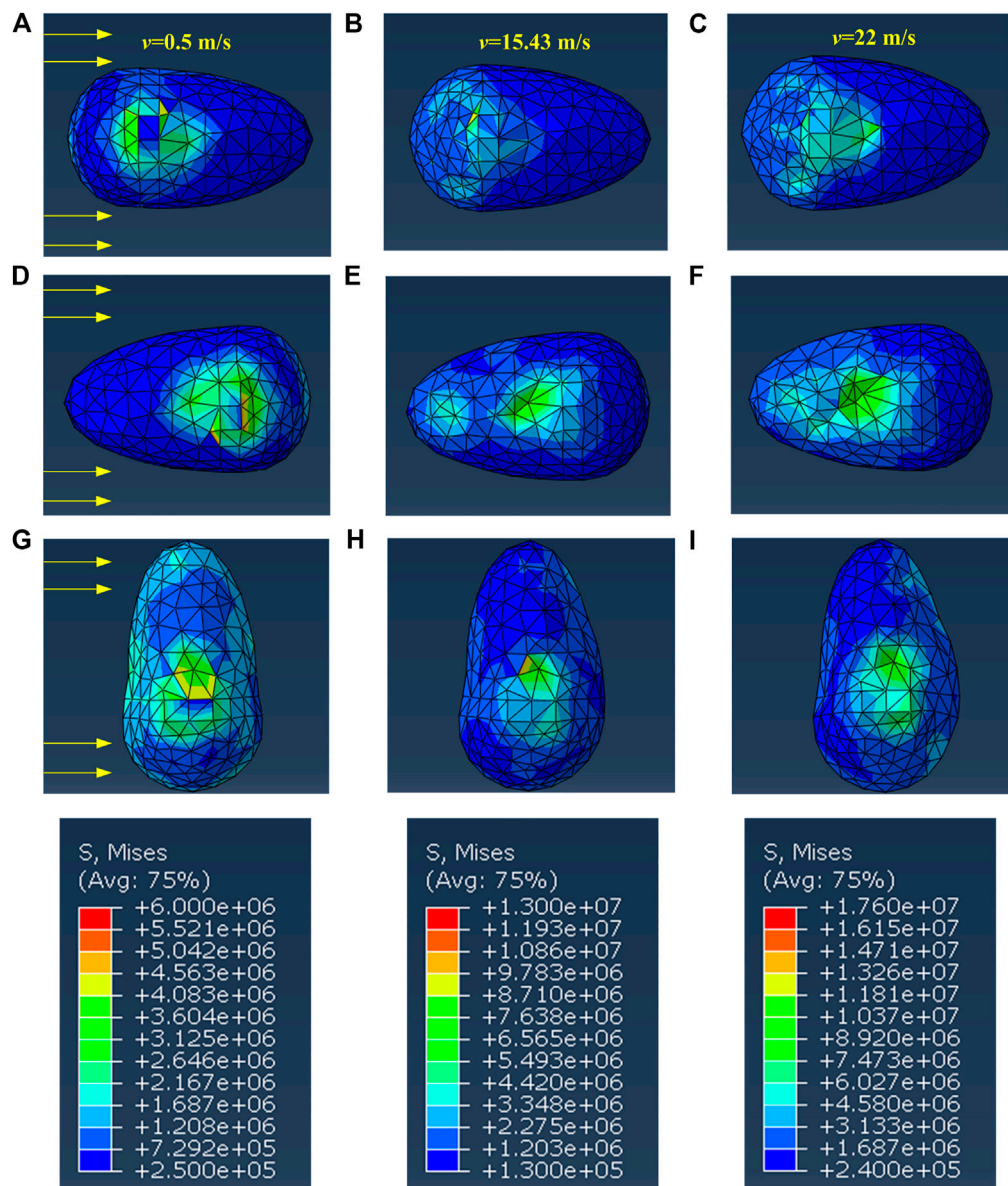 A
v=0.5 m/s
B
v=15.43 m/s
C
v=22 m/s
D
E
F
G
H
I
S, Mises
(Avg: 75%)
+6.000e+06
+5.521e+06
+5.042e+06
+4.563e+06
+4.083e+06
+3.604e+06
+3.125e+06
+2.646e+06
+2.167e+06
+1.687e+06
+1.208e+06
+7.292e+05
+2.500e+05
S, Mises
(Avg: 75%)
+1.300e+07
+1.193e+07
+1.086e+07
+9.783e+06
+8.710e+06
+7.638e+06
+6.565e+06
+5.493e+06
+4.420e+06
+3.348e+06
+2.275e+06
+1.203e+06
+1.300e+05
S, Mises
(Avg: 75%)
+1.760e+07
+1.615e+07
+1.471e+07
+1.326e+07
+1.181e+07
+1.037e+07
+8.920e+06
+7.473e+06
+6.027e+06
+4.580e+06
+3.133e+06
+1.687e+06
+2.400e+05